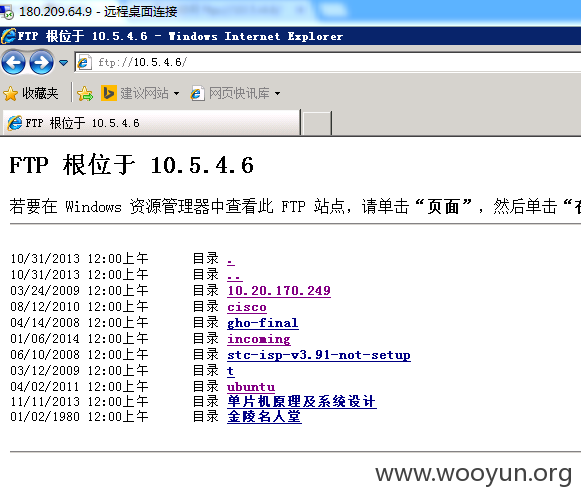 180.209.64.9 - 远程桌面连接
FTP 根位于 10.5.4.6 - Windows Internet Explorer
ftp://10.5.4.6/
收藏夹 建议网站 网页快讯库
FTP 根位于 10.5.4.6
FTP 根位于 10.5.4.6
若要在 Windows 资源管理器中查看此 FTP 站点，请单击“页面”，然后单击“
10/31/2013 12:00上午 目录 .
10/31/2013 12:00上午 目录 ..
03/24/2009 12:00上午 目录 10.20.170.249
08/12/2010 12:00上午 目录 cisco
04/14/2008 12:00上午 目录 gho-final
01/06/2014 12:00上午 目录 incoming
06/10/2008 12:00上午 目录 stc-isp-v3.91-not-setup
03/12/2009 12:00上午 目录 t
04/02/2011 12:00上午 目录 ubuntu
11/11/2013 12:00上午 目录 单片机原理及系统设计
01/02/1980 12:00上午 目录 金陵名人堂
www.wooyun.org